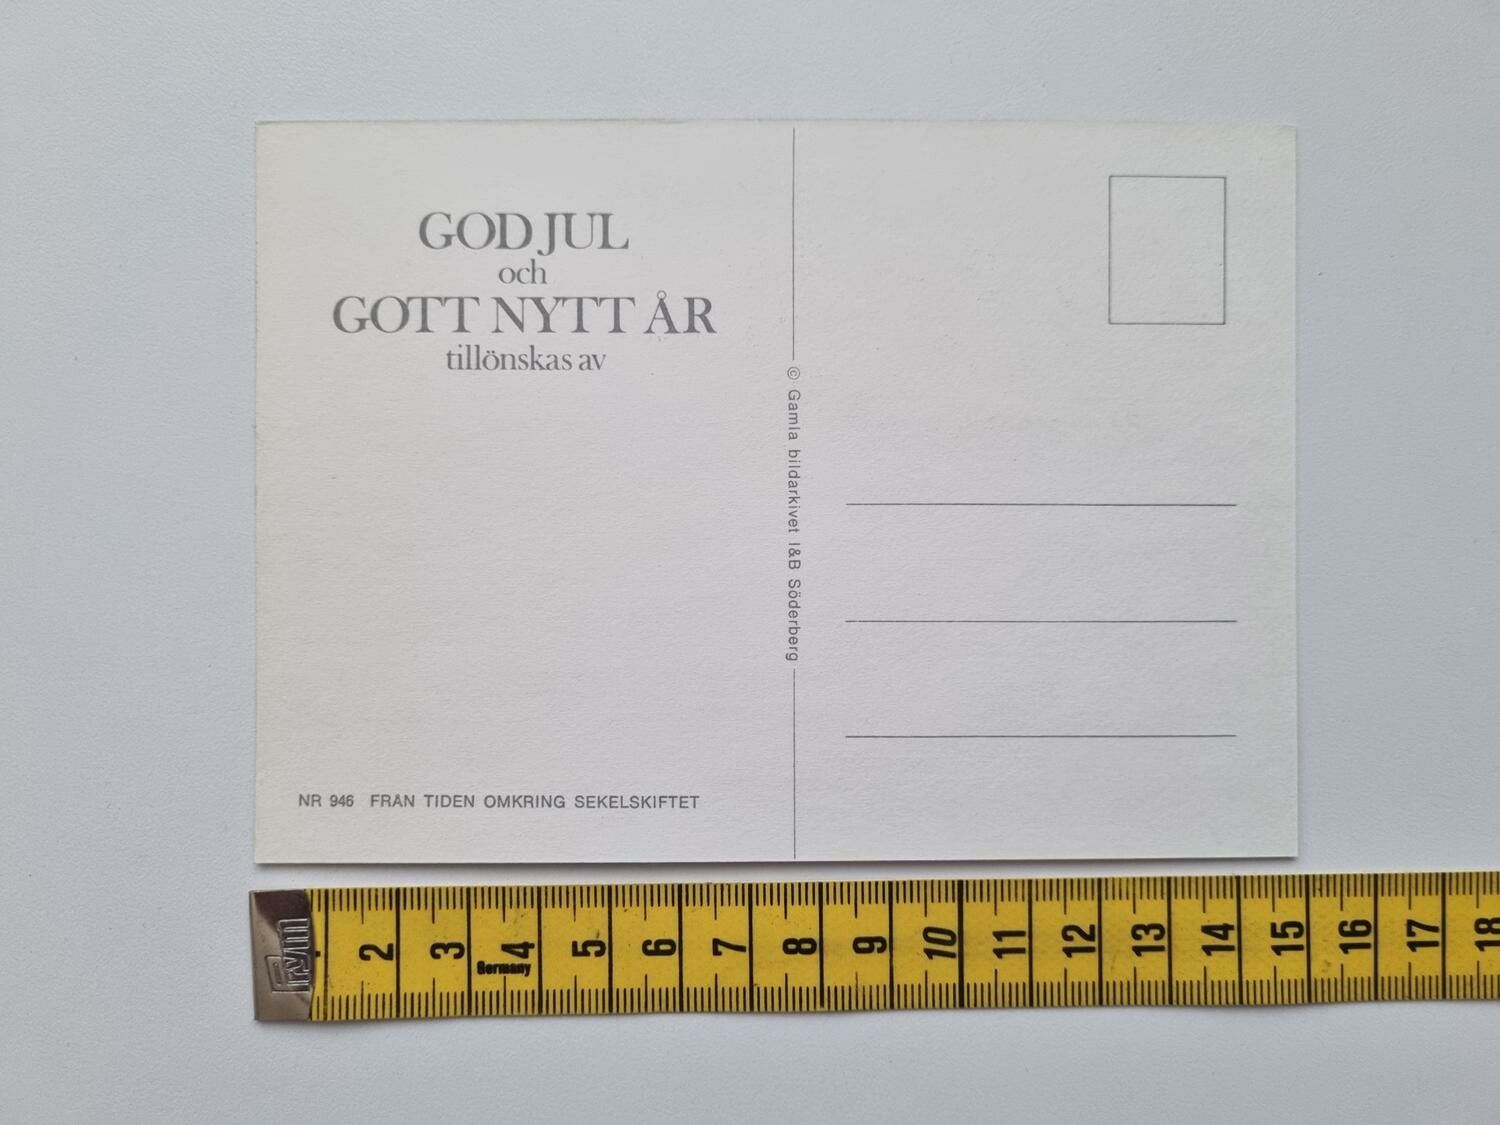 GOD JUL
och
GOTT NYTT ÅR
tillönskas av
© Gamla bildarkivet I&B Söderberg
NR 946 FRÅN TIDEN OMKRING SEKELSKIFTET
Prym
2 3 4 5 6 7 8 9 10 11 12 13 14 15 16 17 18
Germany